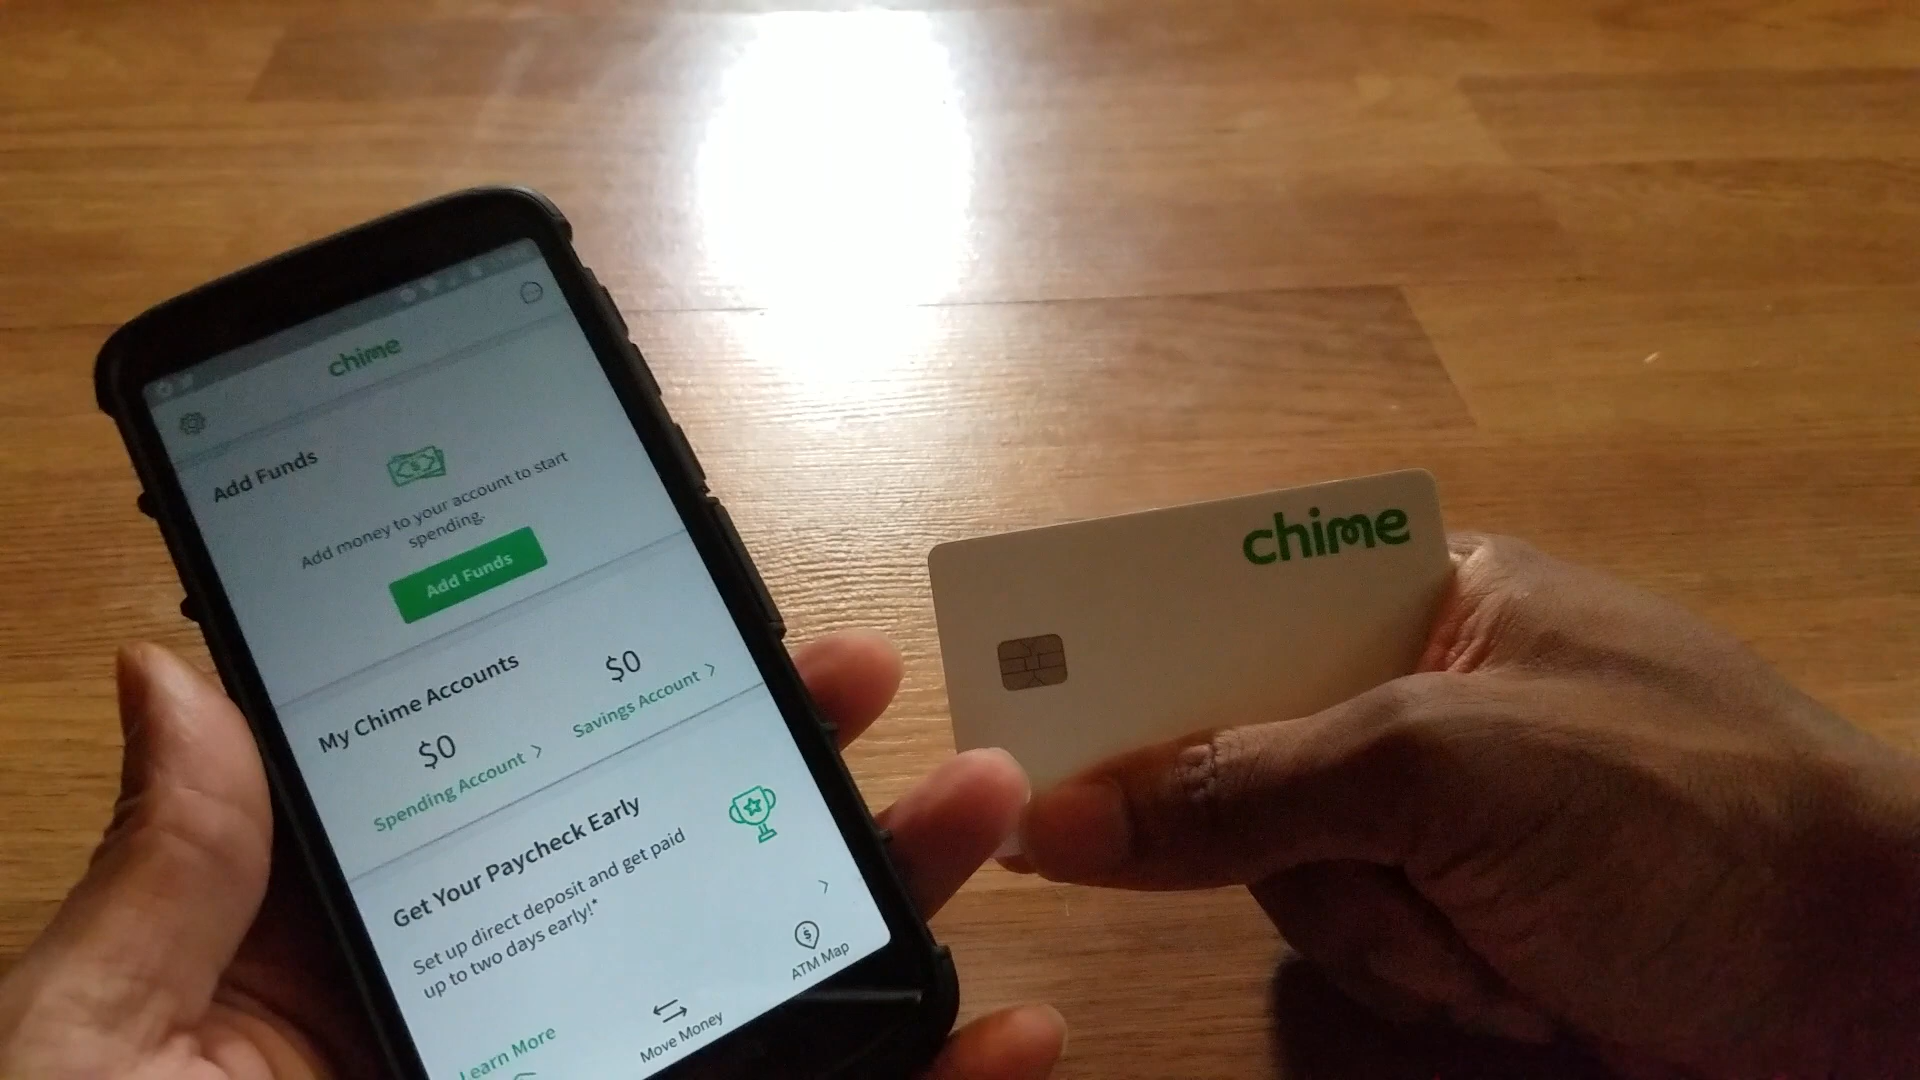 chime
Add Funds
Add money to your account to start
spending.
Add Funds
My Chime Accounts
$0
Spending Account >
$0
Savings Account >
Get Your Paycheck Early
Set up direct deposit and get paid
up to two days early!*
>
Learn More
Move Money
$
ATM Map
chime